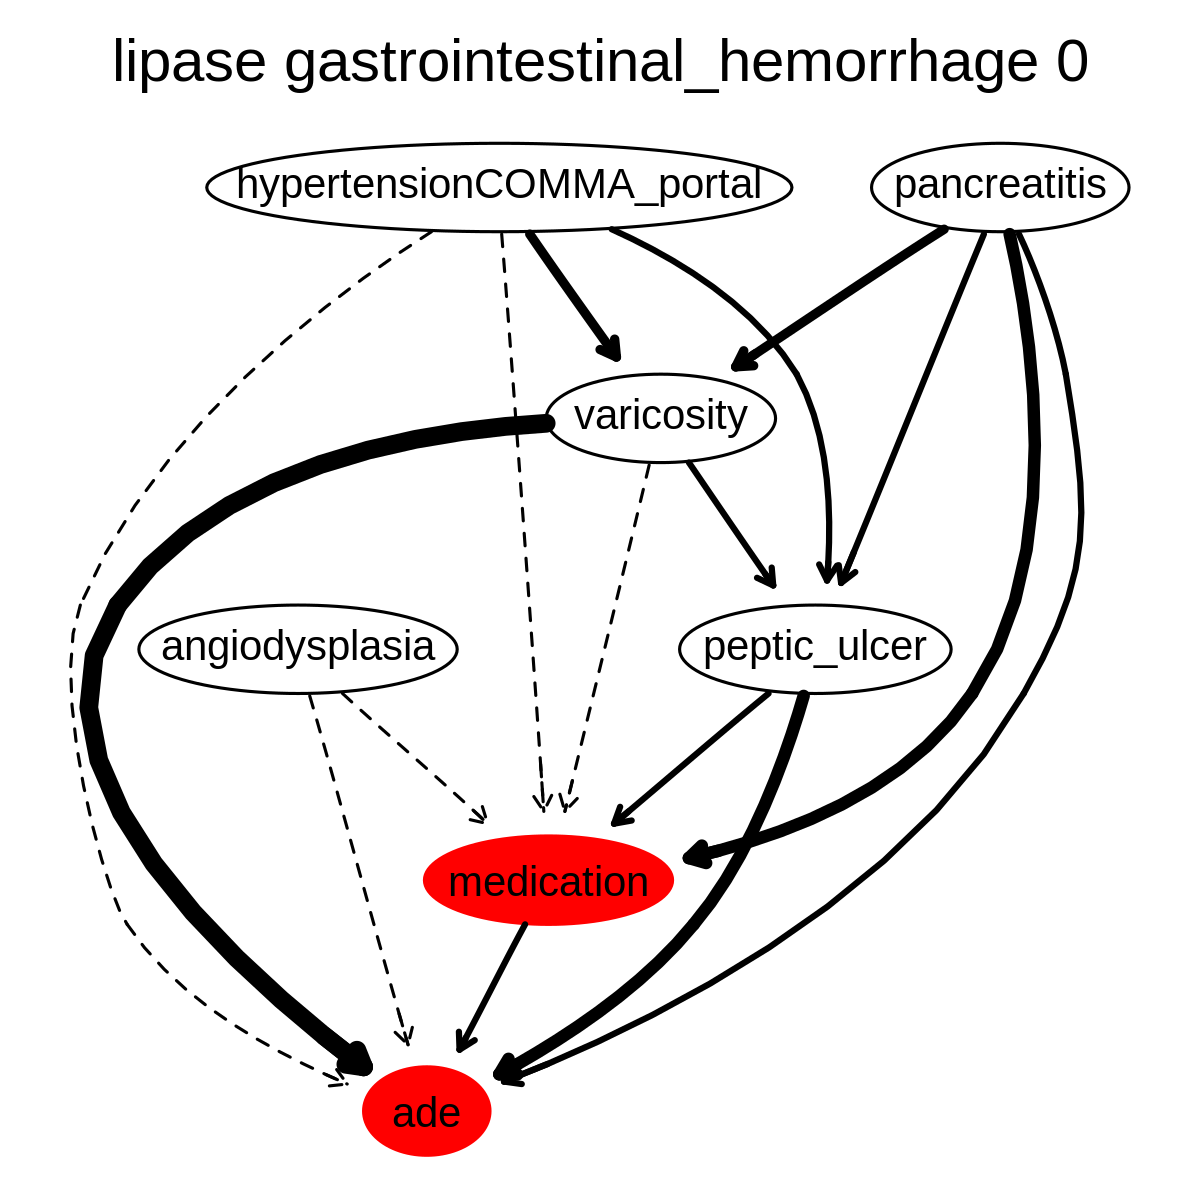 lipase gastrointestinal_hemorrhage 0
hypertensionCOMMA_portal
pancreatitis
varicosity
angiodysplasia
peptic_ulcer
medication
ade